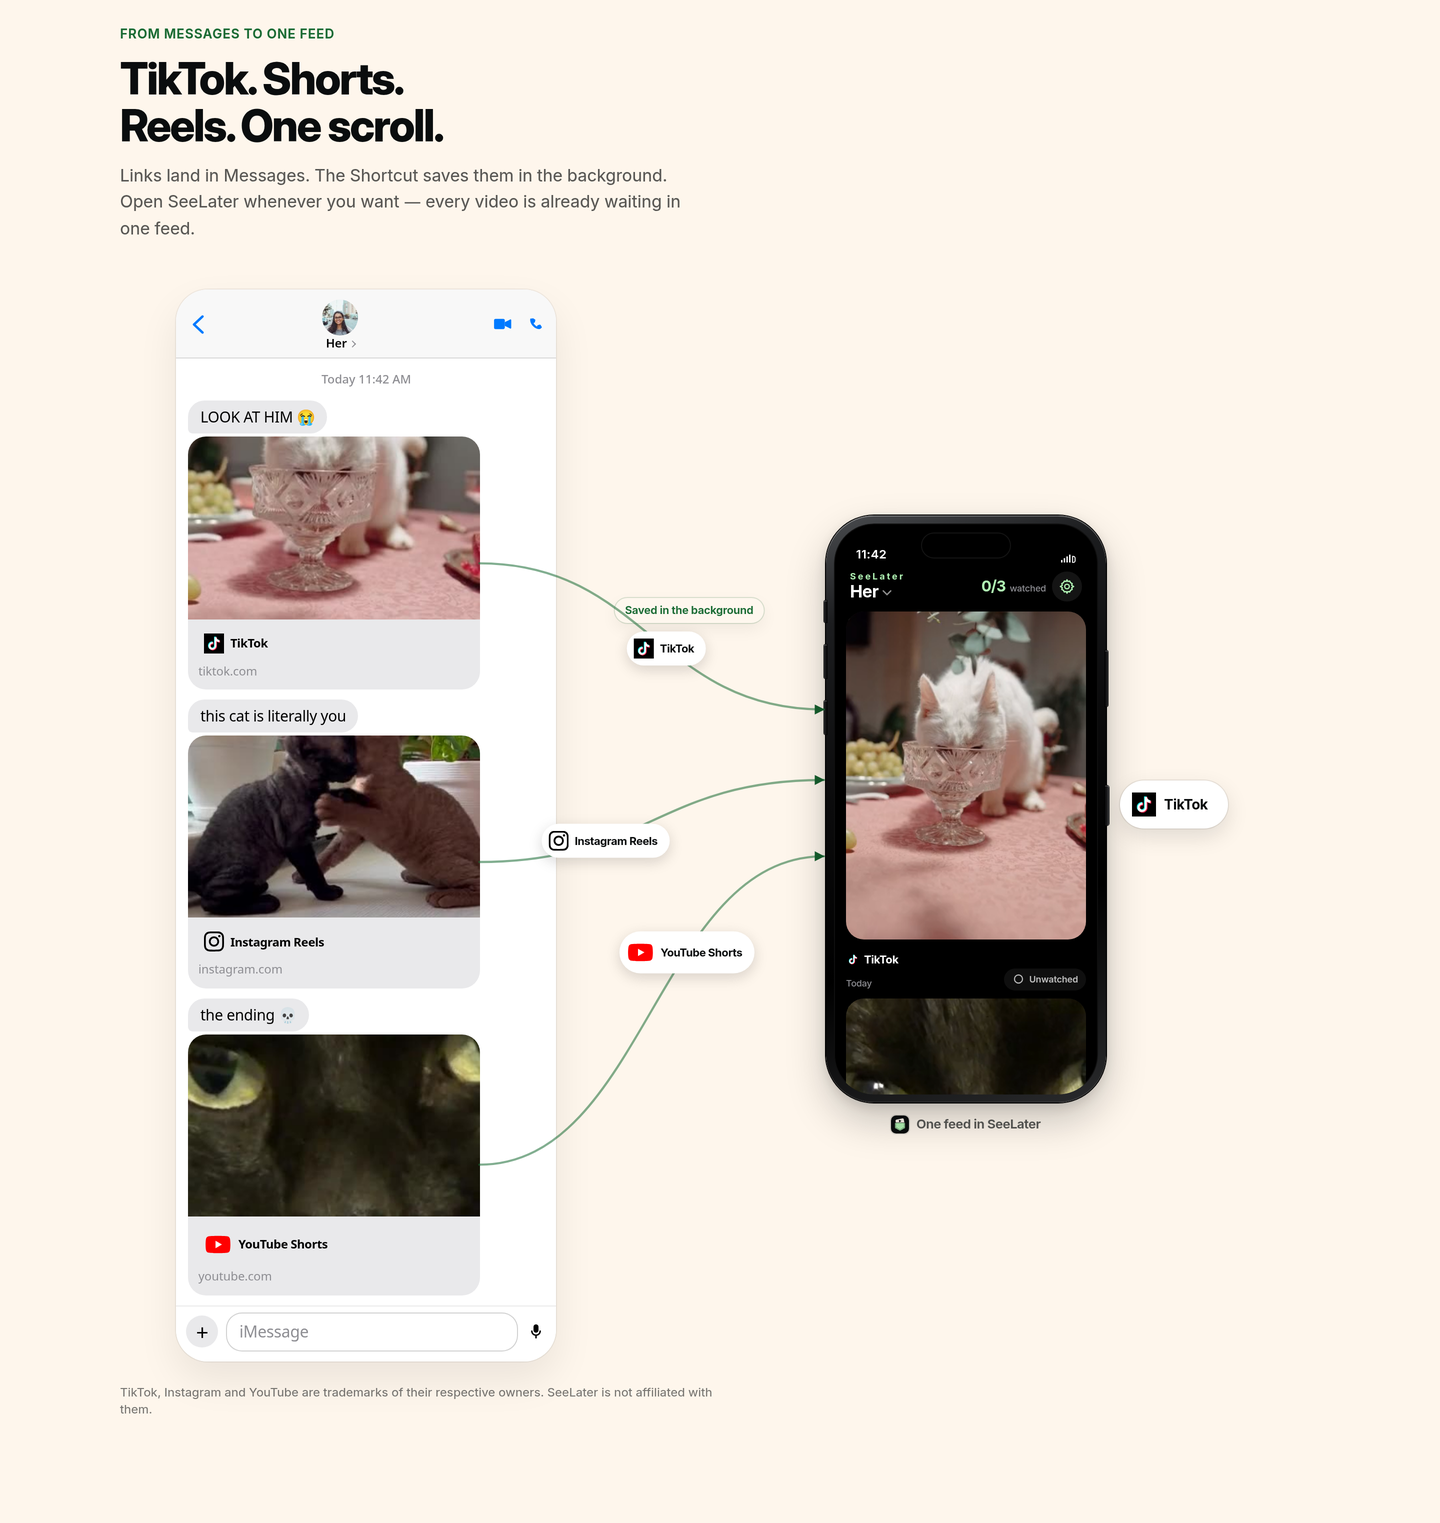 FROM MESSAGES TO ONE FEED
TikTok. Shorts.
Reels. One scroll.
Links land in Messages. The Shortcut saves them in the background.
Open SeeLater whenever you want — every video is already waiting in
one feed.
Her
Today 11:42 AM
LOOK AT HIM 😭
TikTok
tiktok.com
this cat is literally you
Instagram Reels
instagram.com
the ending 💀
YouTube Shorts
youtube.com
iMessage
Saved in the background
TikTok
Instagram Reels
YouTube Shorts
11:42
SeeLater
Her
0/3 watched
TikTok
Today
Unwatched
TikTok
One feed in SeeLater
TikTok, Instagram and YouTube are trademarks of their respective owners. SeeLater is not affiliated with
them.